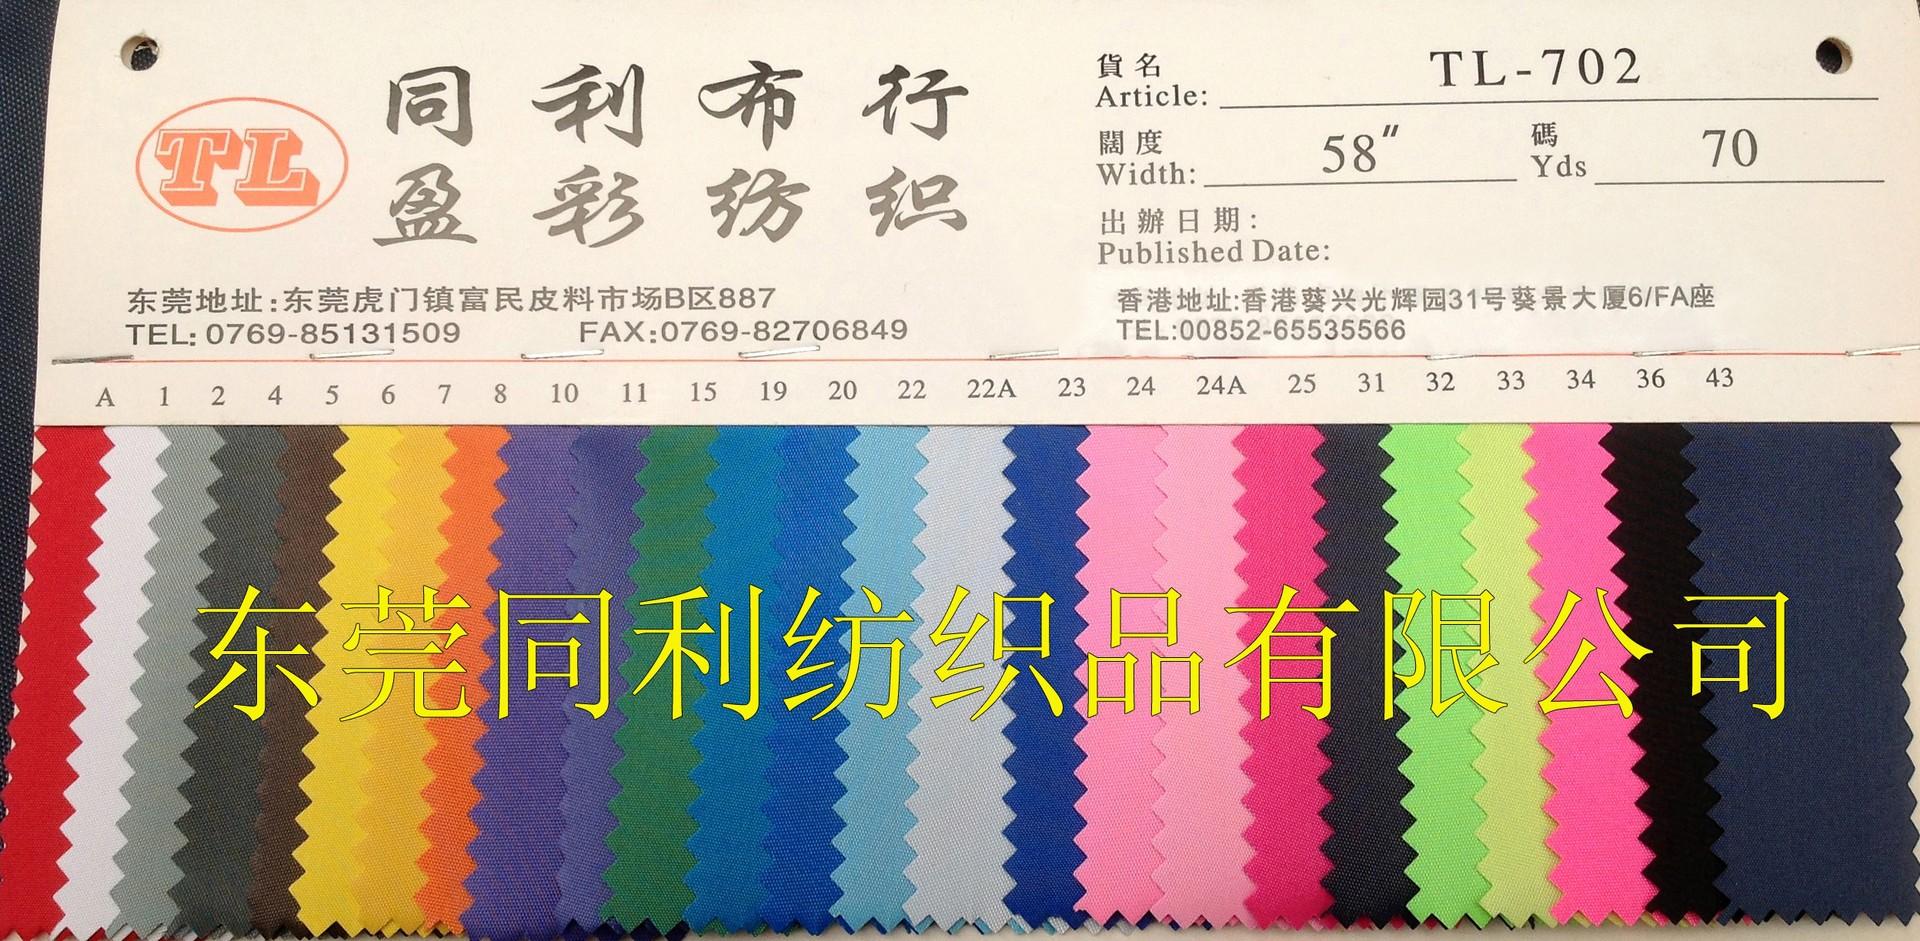 TL
同利布行
盈彩纺织
东莞地址:东莞虎门镇富民皮料市场B区887
TEL: 0769-85131509 FAX:0769-82706849
貨名
Article: TL-702
闊度 碼
Width: 58" Yds 70
出辦日期:
Published Date:
香港地址:香港葵兴光辉园31号葵景大厦6/FA座
TEL:00852-65535566
A 1 2 4 5 6 7 8 10 11 15 19 20 22 22A 23 24 24A 25 31 32 33 34 36 43
东莞同利纺织品有限公司